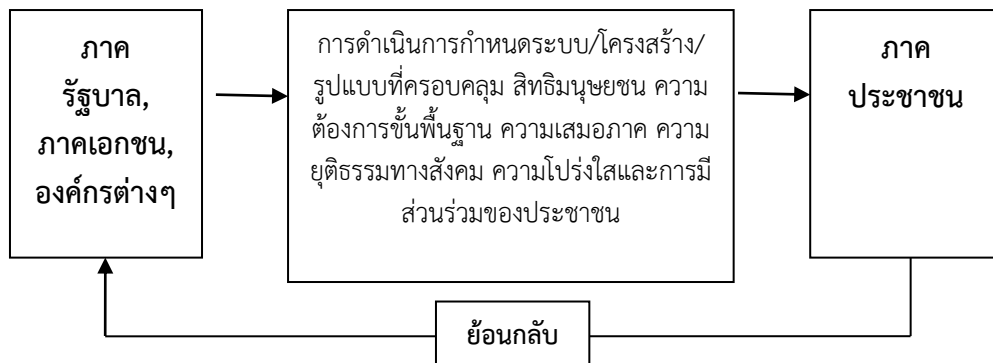 ภาค
รัฐบาล,
ภาคเอกชน,
องค์กรต่างๆ
การดำเนินการกำหนดระบบ/โครงสร้าง/
รูปแบบที่ครอบคลุม สิทธิมนุษยชน ความ
ต้องการขั้นพื้นฐาน ความเสมอภาค ความ
ยุติธรรมทางสังคม ความโปร่งใสและการมี
ส่วนร่วมของประชาชน
ภาค
ประชาชน
ย้อนกลับ